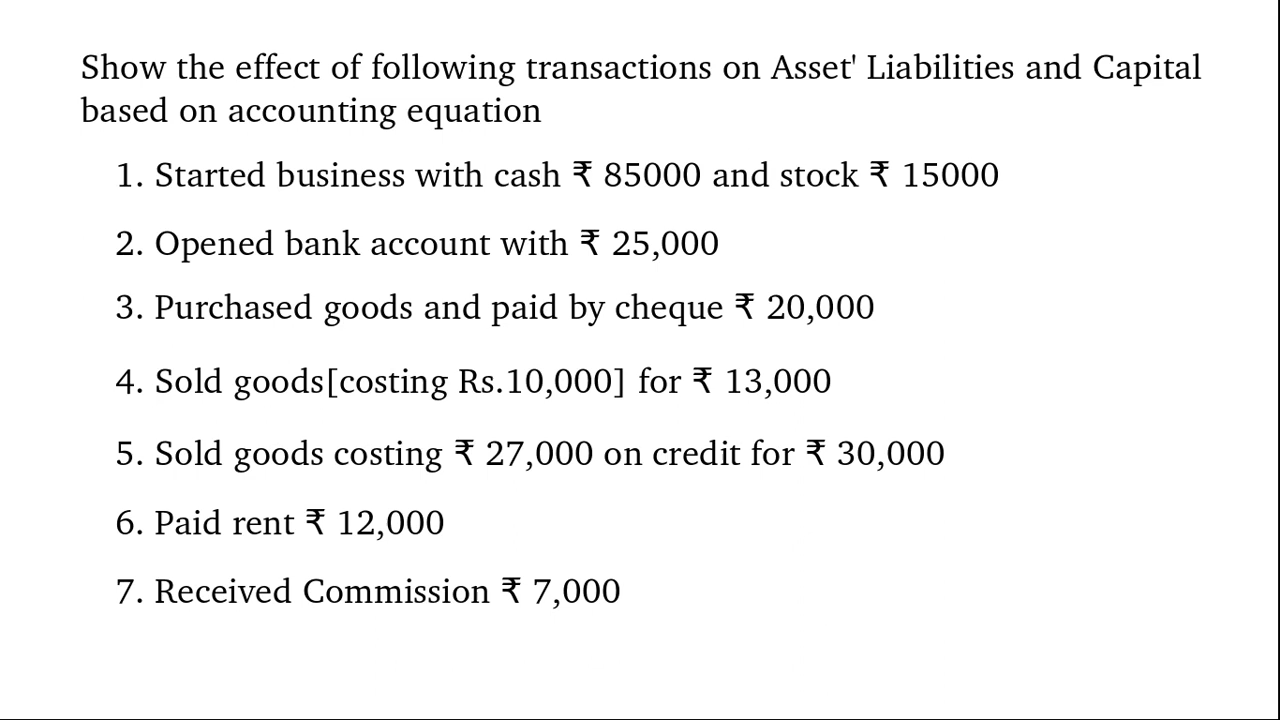 Show the effect of following transactions on Asset' Liabilities and Capital
based on accounting equation
1. Started business with cash ₹ 85000 and stock ₹ 15000
2. Opened bank account with ₹ 25,000
3. Purchased goods and paid by cheque ₹ 20,000
4. Sold goods[costing Rs.10,000] for ₹ 13,000
5. Sold goods costing ₹ 27,000 on credit for ₹ 30,000
6. Paid rent ₹ 12,000
7. Received Commission ₹ 7,000